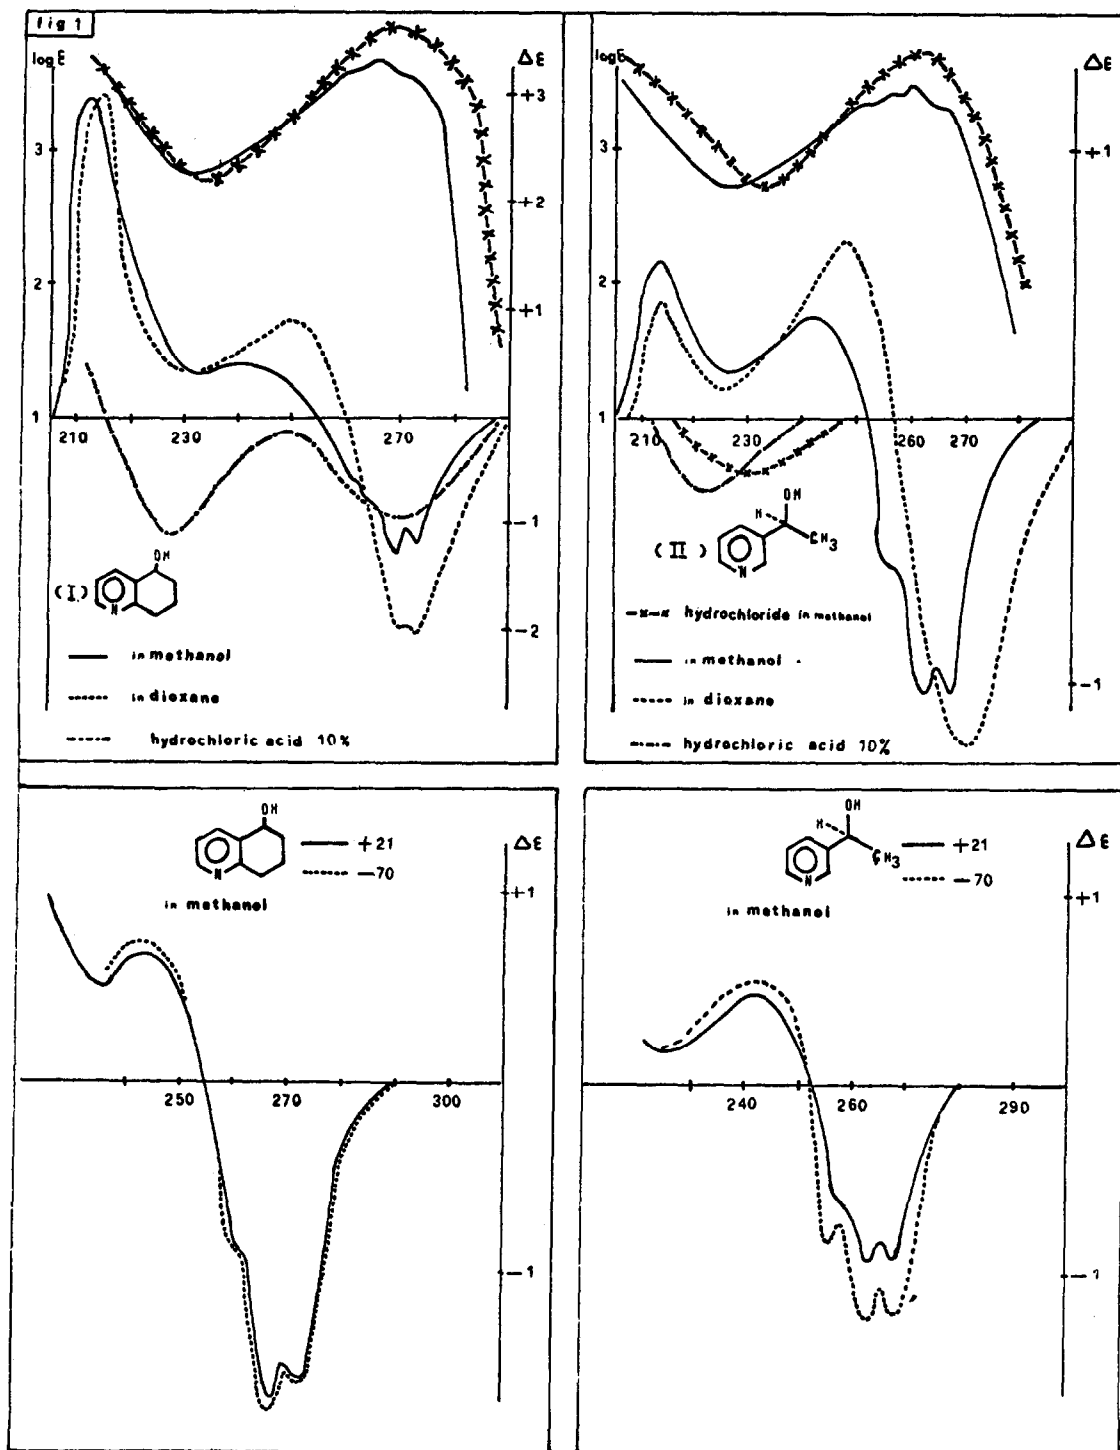 fig 1
logE
Δε
+3
3
+2
2
+1
1
210
230
270
-1
OH
(I)
N
-2
in methanol
in dioxane
hydrochloric acid 10%
logE
Δε
3
+1
2
1
210
230
260
270
OH
H
(II)
CH3
N
hydrochloride in methanol
in methanol
-1
in dioxane
hydrochloric acid 10%
OH
+21
Δε
N
-70
+1
in methanol
250
270
300
-1
OH
H
+21
Δε
CH3
N
-70
+1
in methanol
240
260
290
-1